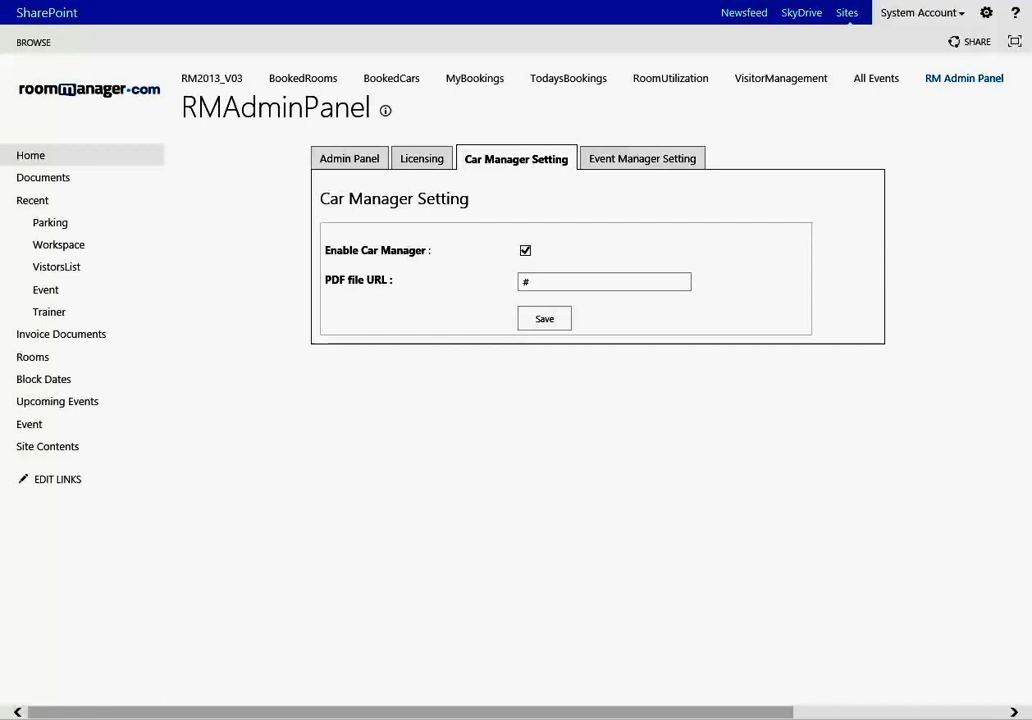 SharePoint
Newsfeed SkyDrive Sites System Account ?
BROWSE
SHARE
roommanager.com
RM2013_V03 BookedRooms BookedCars MyBookings TodaysBookings RoomUtilization VisitorManagement All Events RM Admin Panel
RMAdminPanel
Home
Documents
Recent
Parking
Workspace
VistorsList
Event
Trainer
Invoice Documents
Rooms
Block Dates
Upcoming Events
Event
Site Contents
EDIT LINKS
Admin Panel Licensing Car Manager Setting Event Manager Setting
Car Manager Setting
Enable Car Manager :
PDF file URL : #
Save